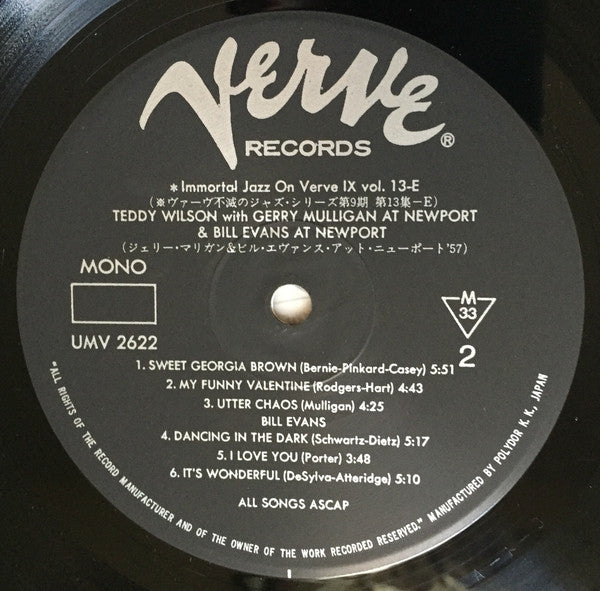 VERVE
RECORDS ®
*Immortal Jazz On Verve IX vol. 13-E
(※ヴァーヴ不滅のジャズ・シリーズ第9期 第13集-E)
TEDDY WILSON with GERRY MULLIGAN AT NEWPORT
& BILL EVANS AT NEWPORT
(ジェリー・マリガン&ビル・エヴァンス・アット・ニューポート'57)
MONO
UMV 2622
M
33
2
1. SWEET GEORGIA BROWN (Bernie-Pinkard-Casey) 5:51
2. MY FUNNY VALENTINE (Rodgers-Hart) 4:43
3. UTTER CHAOS (Mulligan) 4:25
BILL EVANS
4. DANCING IN THE DARK (Schwartz-Dietz) 5:17
5. I LOVE YOU (Porter) 3:48
6. IT'S WONDERFUL (DeSylva-Atteridge) 5:10
ALL SONGS ASCAP
"ALL RIGHTS OF THE RECORD MANUFACTURER AND OF THE OWNER OF THE WORK RECORDED RESERVED." MANUFACTURED BY POLYDOR K.K., JAPAN